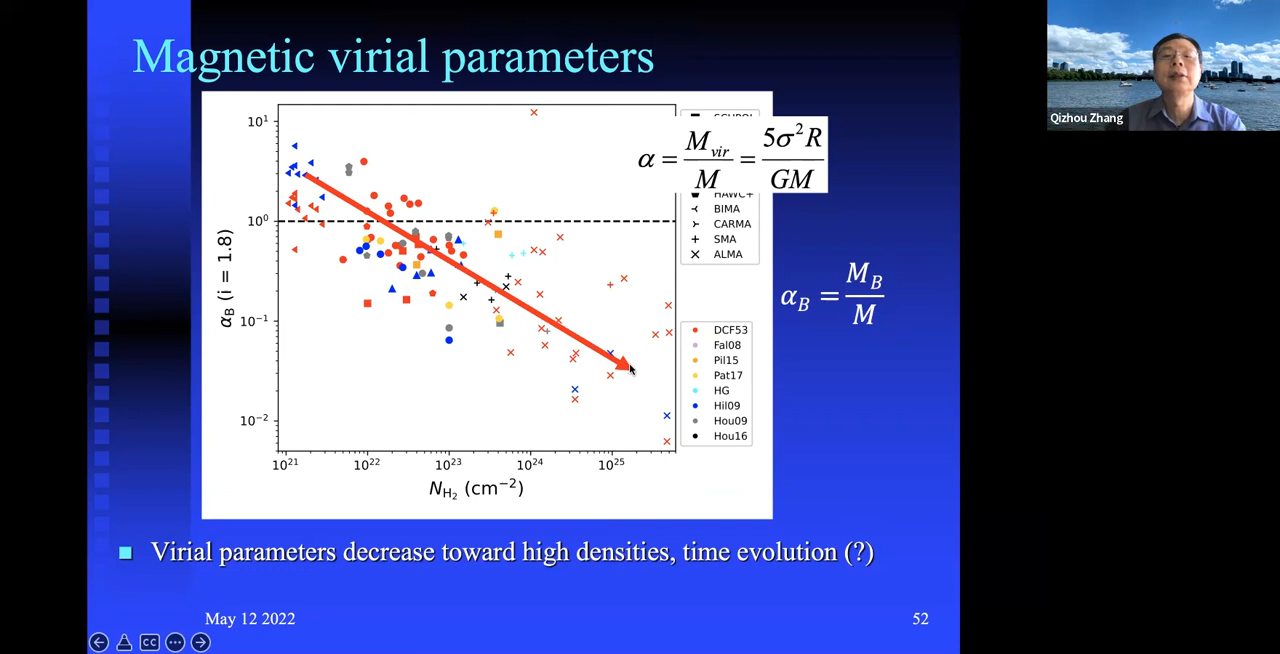 Magnetic virial parameters
Qizhou Zhang
α = M_vir / M = 5σ²R / GM
α_B = M_B / M
10¹
10⁰
10⁻¹
10⁻²
α_B (i = 1.8)
10²¹ 10²² 10²³ 10²⁴ 10²⁵
N_H₂ (cm⁻²)
HAWC+
BIMA
CARMA
SMA
ALMA
DCF53
Fal08
Pil15
Pat17
HG
Hil09
Hou09
Hou16
Virial parameters decrease toward high densities, time evolution (?)
May 12 2022
52
CC